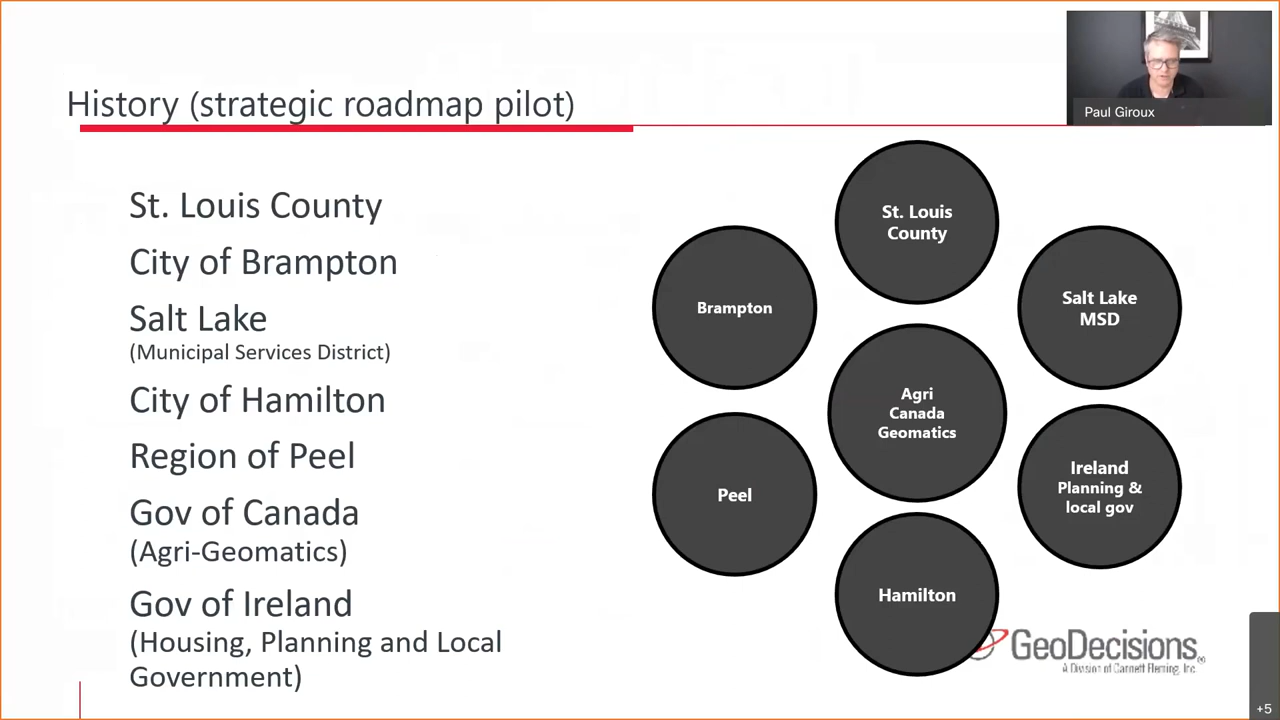 History (strategic roadmap pilot)
Paul Giroux
St. Louis County
City of Brampton
Salt Lake
(Municipal Services District)
City of Hamilton
Region of Peel
Gov of Canada
(Agri-Geomatics)
Gov of Ireland
(Housing, Planning and Local
Government)
St. Louis
County
Brampton
Salt Lake
MSD
Agri
Canada
Geomatics
Peel
Ireland
Planning &
local gov
Hamilton
GeoDecisions
A Division of Gannett Fleming, Inc.
+5